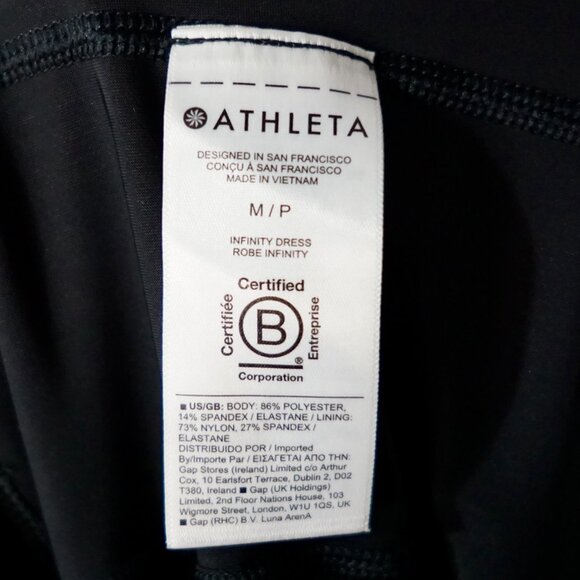 ATHLETA
DESIGNED IN SAN FRANCISCO
CONÇU À SAN FRANCISCO
MADE IN VIETNAM
M / P
INFINITY DRESS
ROBE INFINITY
Certified
Certifiée
B
Entreprise
Corporation
■ US/GB: BODY: 86% POLYESTER,
14% SPANDEX / ELASTANE / LINING:
73% NYLON, 27% SPANDEX /
ELASTANE
DISTRIBUIDO POR / Imported
By/Importe Par / ΕΙΣΑΓΕΤΑΙ ΑΠΟ ΤΗΝ:
Gap Stores (Ireland) Limited c/o Arthur
Cox, 10 Earlsfort Terrace, Dublin 2, D02
T380, Ireland ■ Gap (UK Holdings)
Limited, 2nd Floor Nations House, 103
Wigmore Street, London, W1U 1QS, UK
■ Gap (RHC) B.V. Luna ArenA